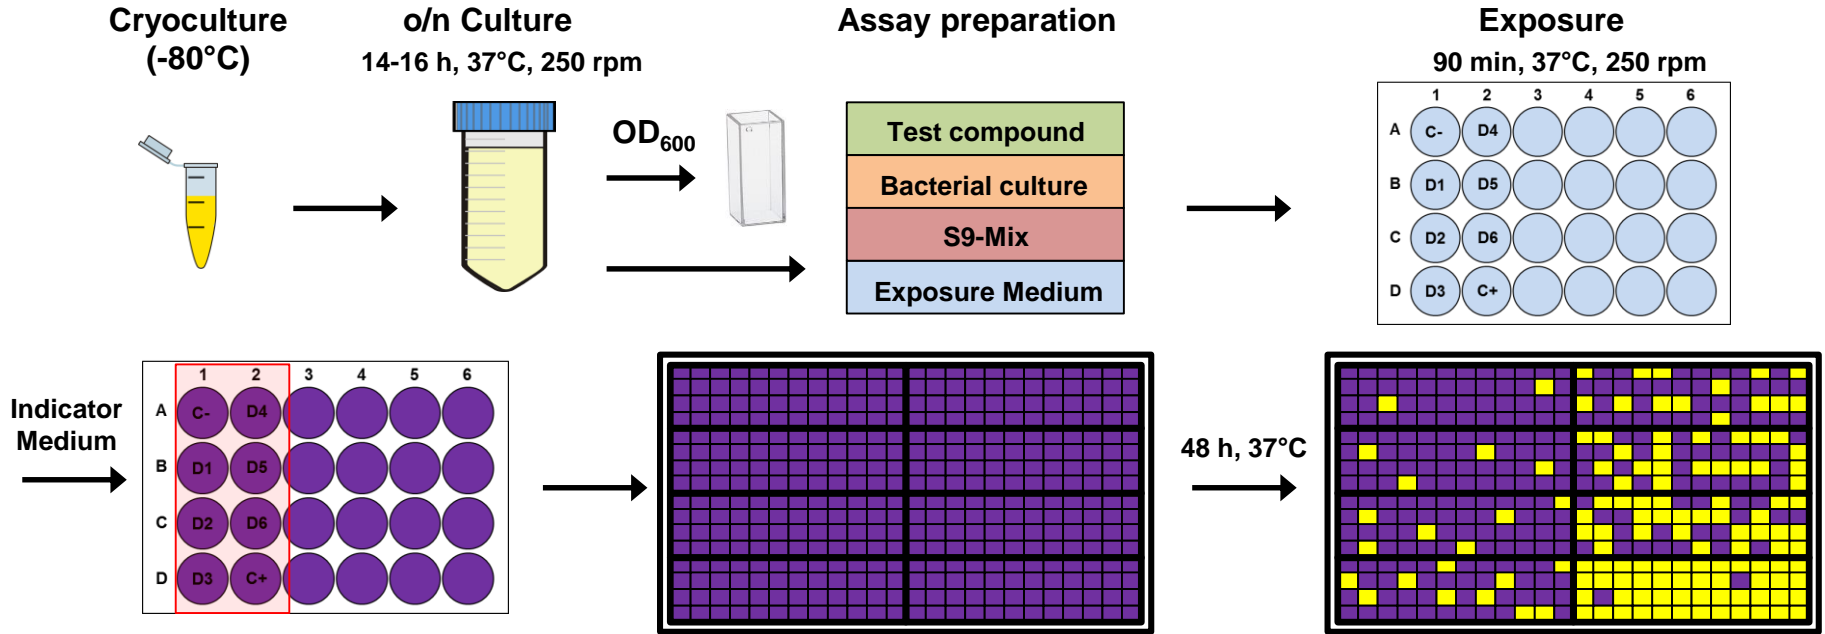 Cryoculture
(-80°C)
o/n Culture
14-16 h, 37°C, 250 rpm
OD600
Assay preparation
Test compound
Bacterial culture
S9-Mix
Exposure Medium
Exposure
90 min, 37°C, 250 rpm
1 2 3 4 5 6
A C- D4
B D1 D5
C D2 D6
D D3 C+
Indicator
Medium
1 2 3 4 5 6
A C- D4
B D1 D5
C D2 D6
D D3 C+
48 h, 37°C